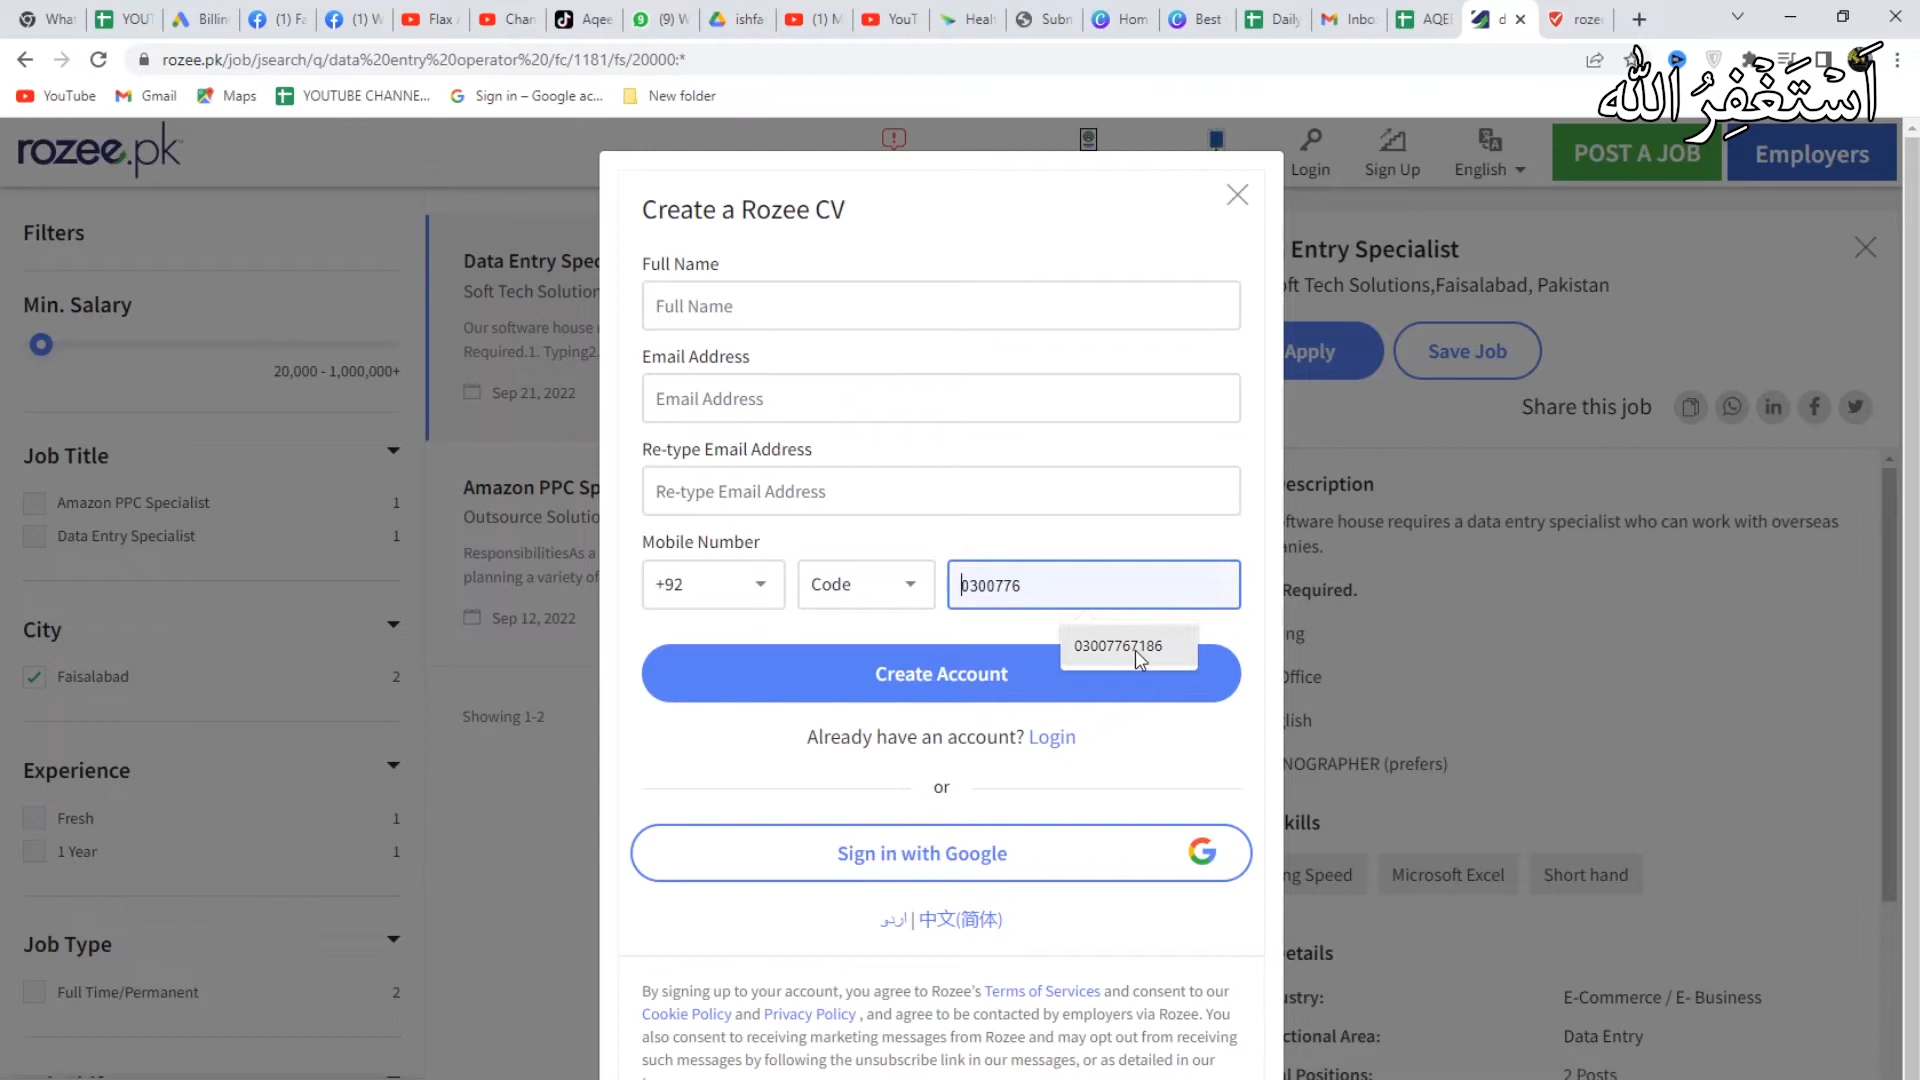 What
YOUT
Billin
(1) Fa
(1) W
Flax
Chan
Aqee
(9) W
ishfa
(1) M
YouT
Healt
Subm
Hom
Best
Daily
Inbo
AQEE
d
rozee
rozee.pk/job/jsearch/q/data%20entry%20operator%20/fc/1181/fs/20000:*
YouTube
Gmail
Maps
YOUTUBE CHANNE...
Sign in – Google ac...
New folder
أَسْتَغْفِرُ اللّٰه
rozee.pk
Login
Sign Up
English
POST A JOB
Employers
Filters
Min. Salary
20,000 - 1,000,000+
Job Title
Amazon PPC Specialist 1
Data Entry Specialist 1
City
Faisalabad 2
Experience
Fresh 1
1 Year 1
Job Type
Full Time/Permanent 2
Data Entry Spec
Soft Tech Solution
Our software house r
Required.1. Typing2.
Sep 21, 2022
Amazon PPC Sp
Outsource Solutio
ResponsibilitiesAs a
planning a variety of
Sep 12, 2022
Showing 1-2
Create a Rozee CV
Full Name
Full Name
Email Address
Email Address
Re-type Email Address
Re-type Email Address
Mobile Number
+92
Code
0300776
03007767186
Create Account
Already have an account? Login
or
Sign in with Google
اردو | 中文(简体)
By signing up to your account, you agree to Rozee's Terms of Services and consent to our
Cookie Policy and Privacy Policy , and agree to be contacted by employers via Rozee. You
also consent to receiving marketing messages from Rozee and may opt out from receiving
such messages by following the unsubscribe link in our messages, or as detailed in our
Entry Specialist
ft Tech Solutions,Faisalabad, Pakistan
Apply
Save Job
Share this job
escription
ftware house requires a data entry specialist who can work with overseas
nies.
Required.
ng
Office
lish
NOGRAPHER (prefers)
kills
ng Speed
Microsoft Excel
Short hand
etails
ustry: E-Commerce / E- Business
ctional Area: Data Entry
l Positions: 2 Posts